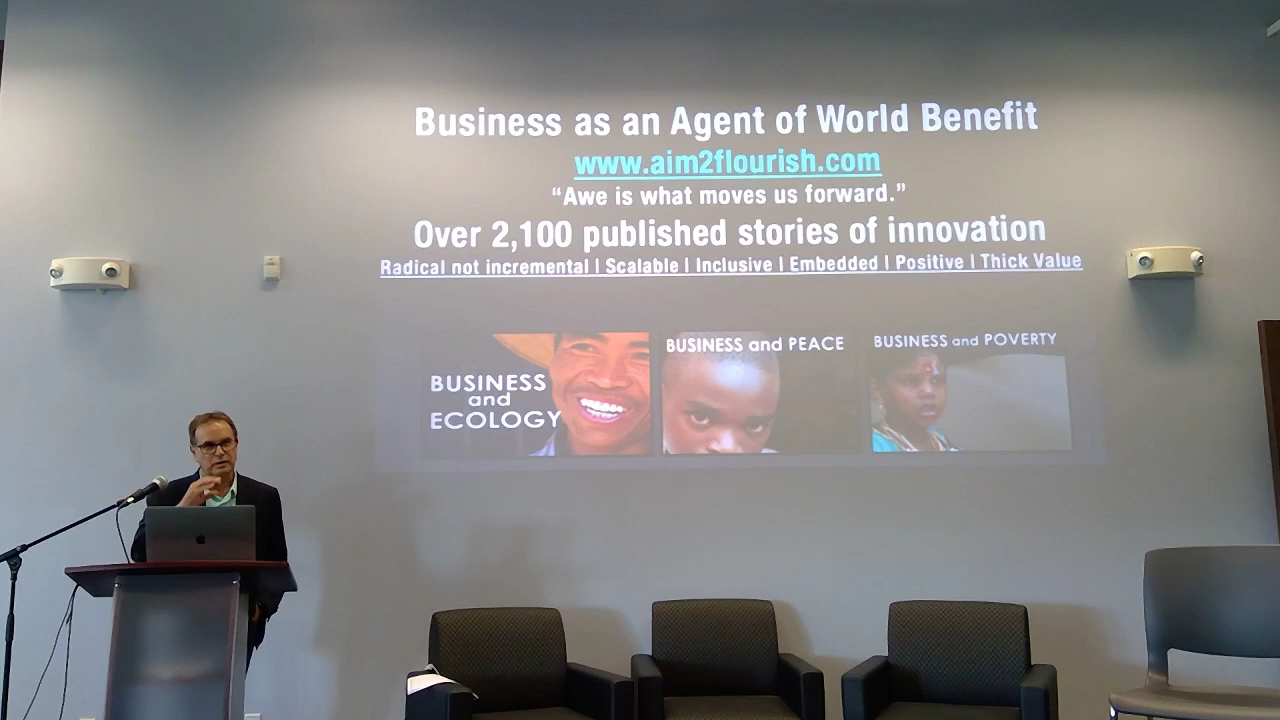 Business as an Agent of World Benefit
www.aim2flourish.com
“Awe is what moves us forward.”
Over 2,100 published stories of innovation
Radical not incremental | Scalable | Inclusive | Embedded | Positive | Thick Value
BUSINESS
and
ECOLOGY
BUSINESS and PEACE
BUSINESS and POVERTY